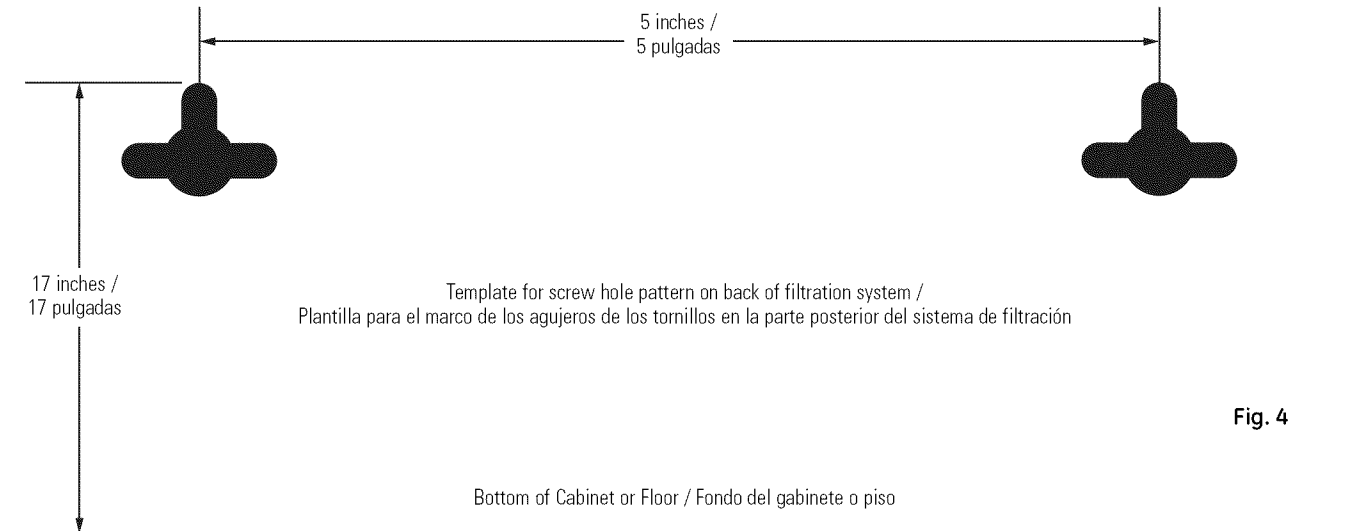 5 inches /
5 pulgadas
17 inches /
17 pulgadas
Template for screw hole pattern on back of filtration system /
Plantilla para el marco de los agujeros de los tornillos en la parte posterior del sistema de filtración
Fig. 4
Bottom of Cabinet or Floor / Fondo del gabinete o piso